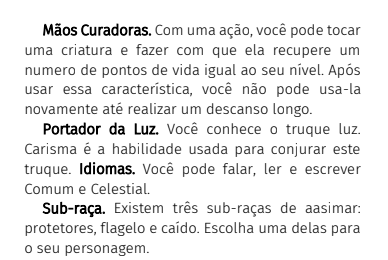 Mãos Curadoras. Com uma ação, você pode tocar
uma criatura e fazer com que ela recupere um
numero de pontos de vida igual ao seu nível. Após
usar essa característica, você não pode usa-la
novamente até realizar um descanso longo.
Portador da Luz. Você conhece o truque luz.
Carisma é a habilidade usada para conjurar este
truque. Idiomas. Você pode falar, ler e escrever
Comum e Celestial.
Sub-raça. Existem três sub-raças de aasimar:
protetores, flagelo e caído. Escolha uma delas para
o seu personagem.